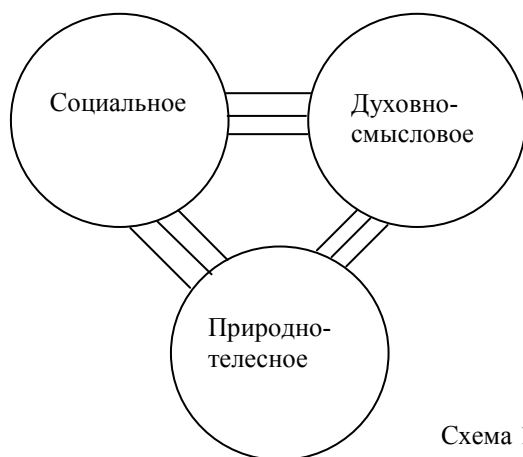 Социальное
Духовно-
смысловое
Природно-
телесное
Схема